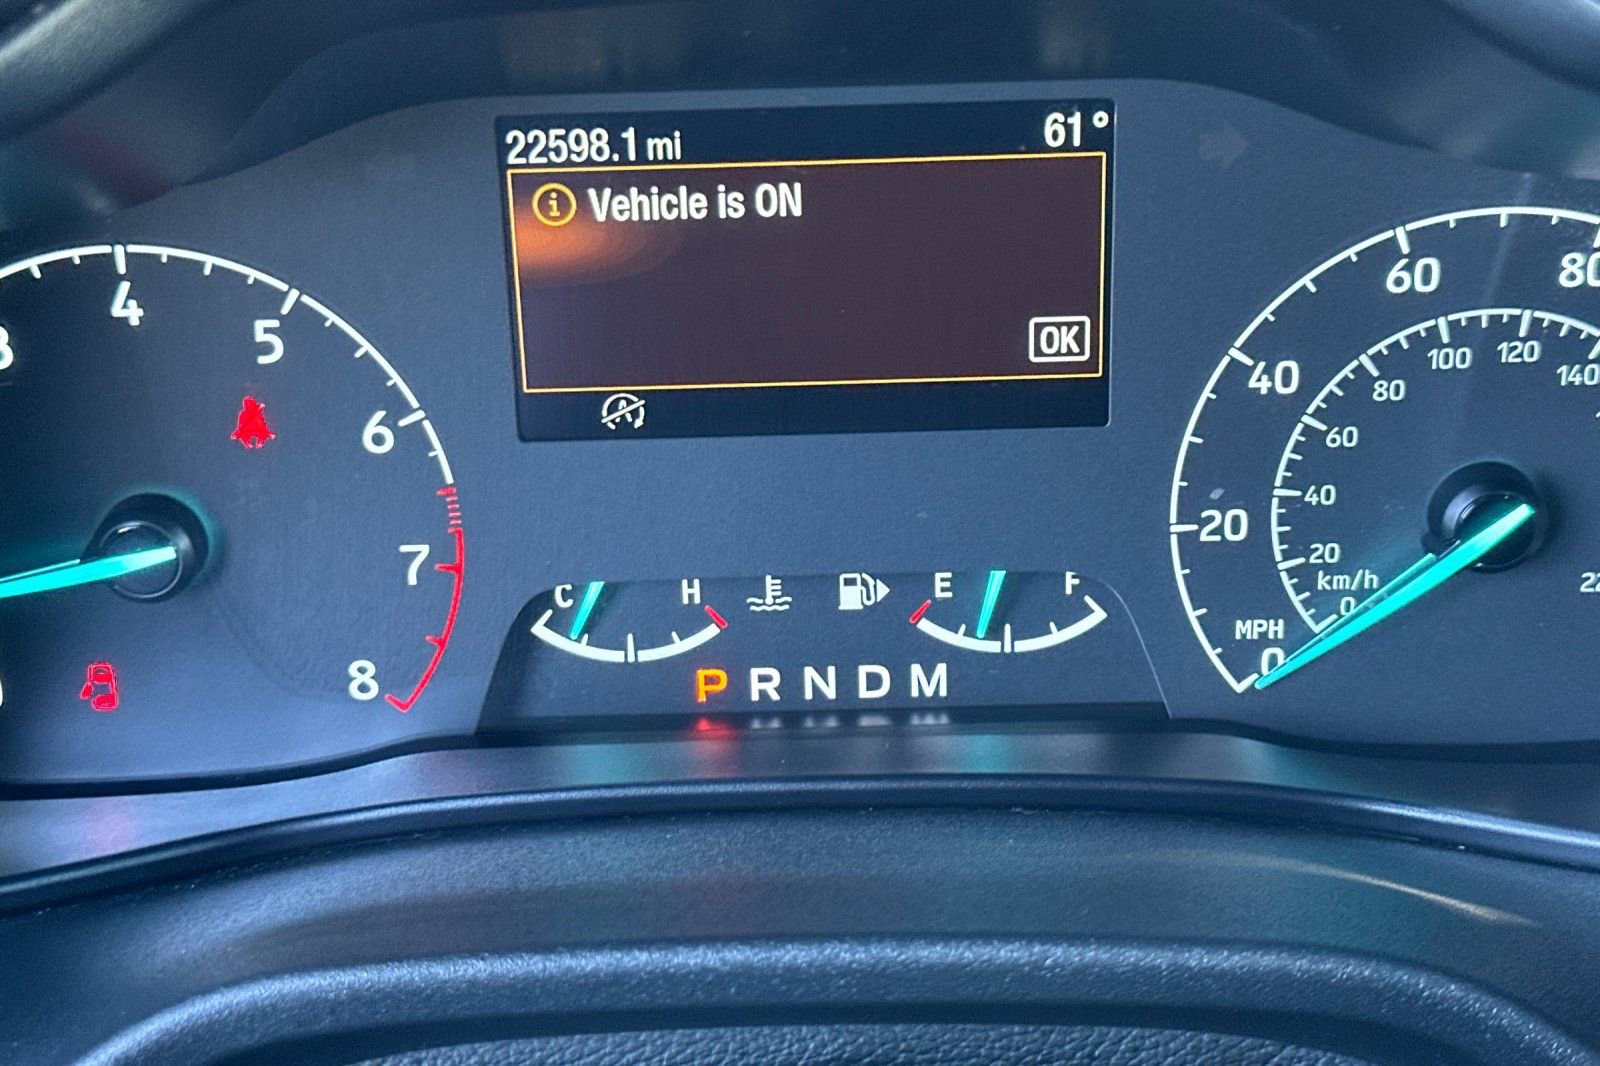 22598.1 mi 61°
i Vehicle is ON
OK
3 4 5 6 7 8
C H E F
P R N D M
0 20 40 60 80
MPH
km/h
0 20 40 60 80 100 120 140